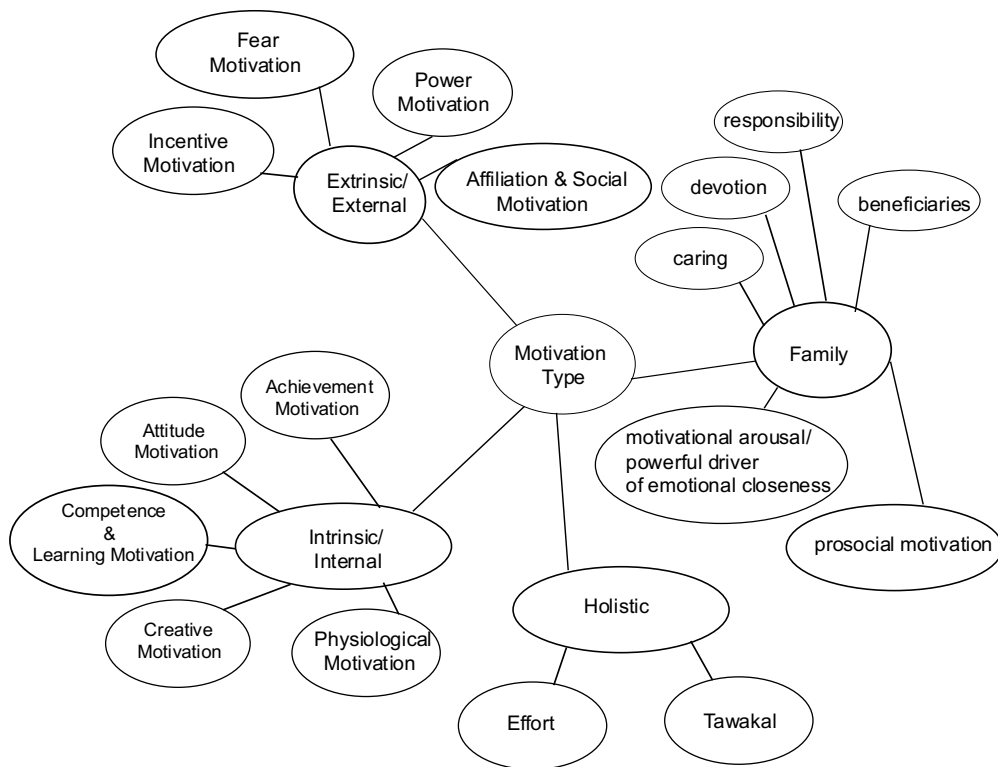 Fear
Motivation
Power
Motivation
Incentive
Motivation
Extrinsic/
External
Affiliation & Social
Motivation
responsibility
devotion
beneficiaries
caring
Motivation
Type
Family
Achievement
Motivation
Attitude
Motivation
Competence
&
Learning Motivation
Intrinsic/
Internal
Creative
Motivation
Physiological
Motivation
motivational arousal/
powerful driver
of emotional closeness
prosocial motivation
Holistic
Effort
Tawakal